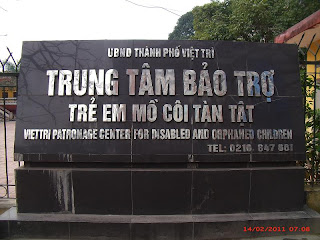 UBND THÀNH PHỐ VIỆT TRÌ
TRUNG TÂM BẢO TRỢ
TRẺ EM MỒ CÔI TÀN TẬT
VIETTRI PATRONAGE CENTER FOR DISABLED AND ORPHANED CHILDREN
TEL: 0210 847 881
14/02/2011 07:08